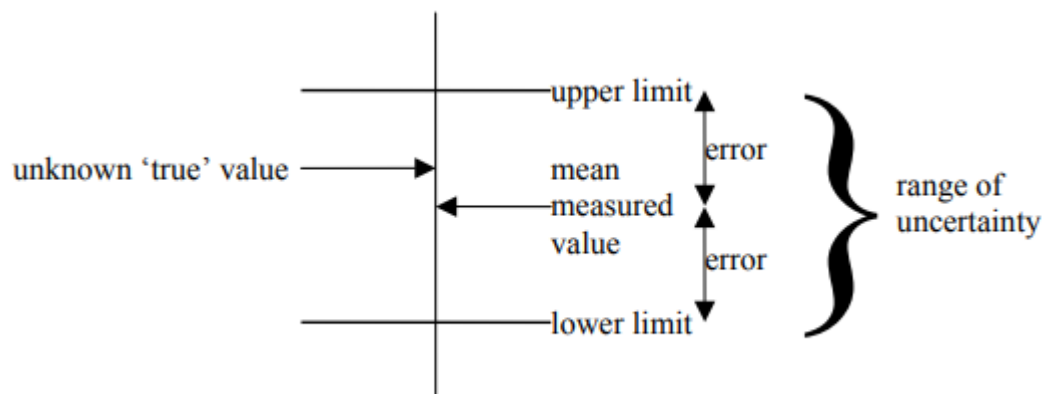 upper limit
error
unknown ‘true’ value
mean
measured
value
range of
uncertainty
error
lower limit